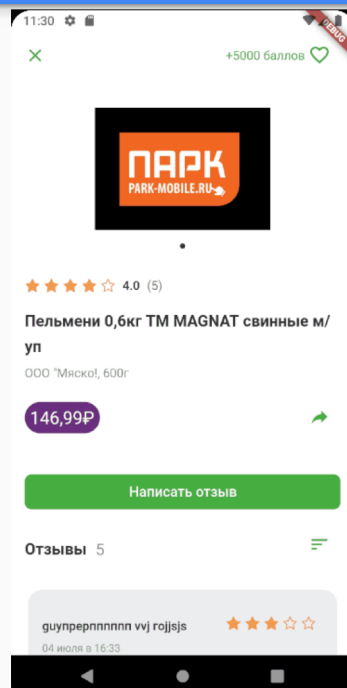 11:30
DEBUG
+5000 баллов
ПАРК
PARK-MOBILE.RU
4.0 (5)
Пельмени 0,6кг ТМ MAGNAT свинные м/
уп
ООО "Мяско!, 600г
146,99₽
Написать отзыв
Отзывы 5
guyпрерпппппп vvj rojjsjs
04 июля в 16:33